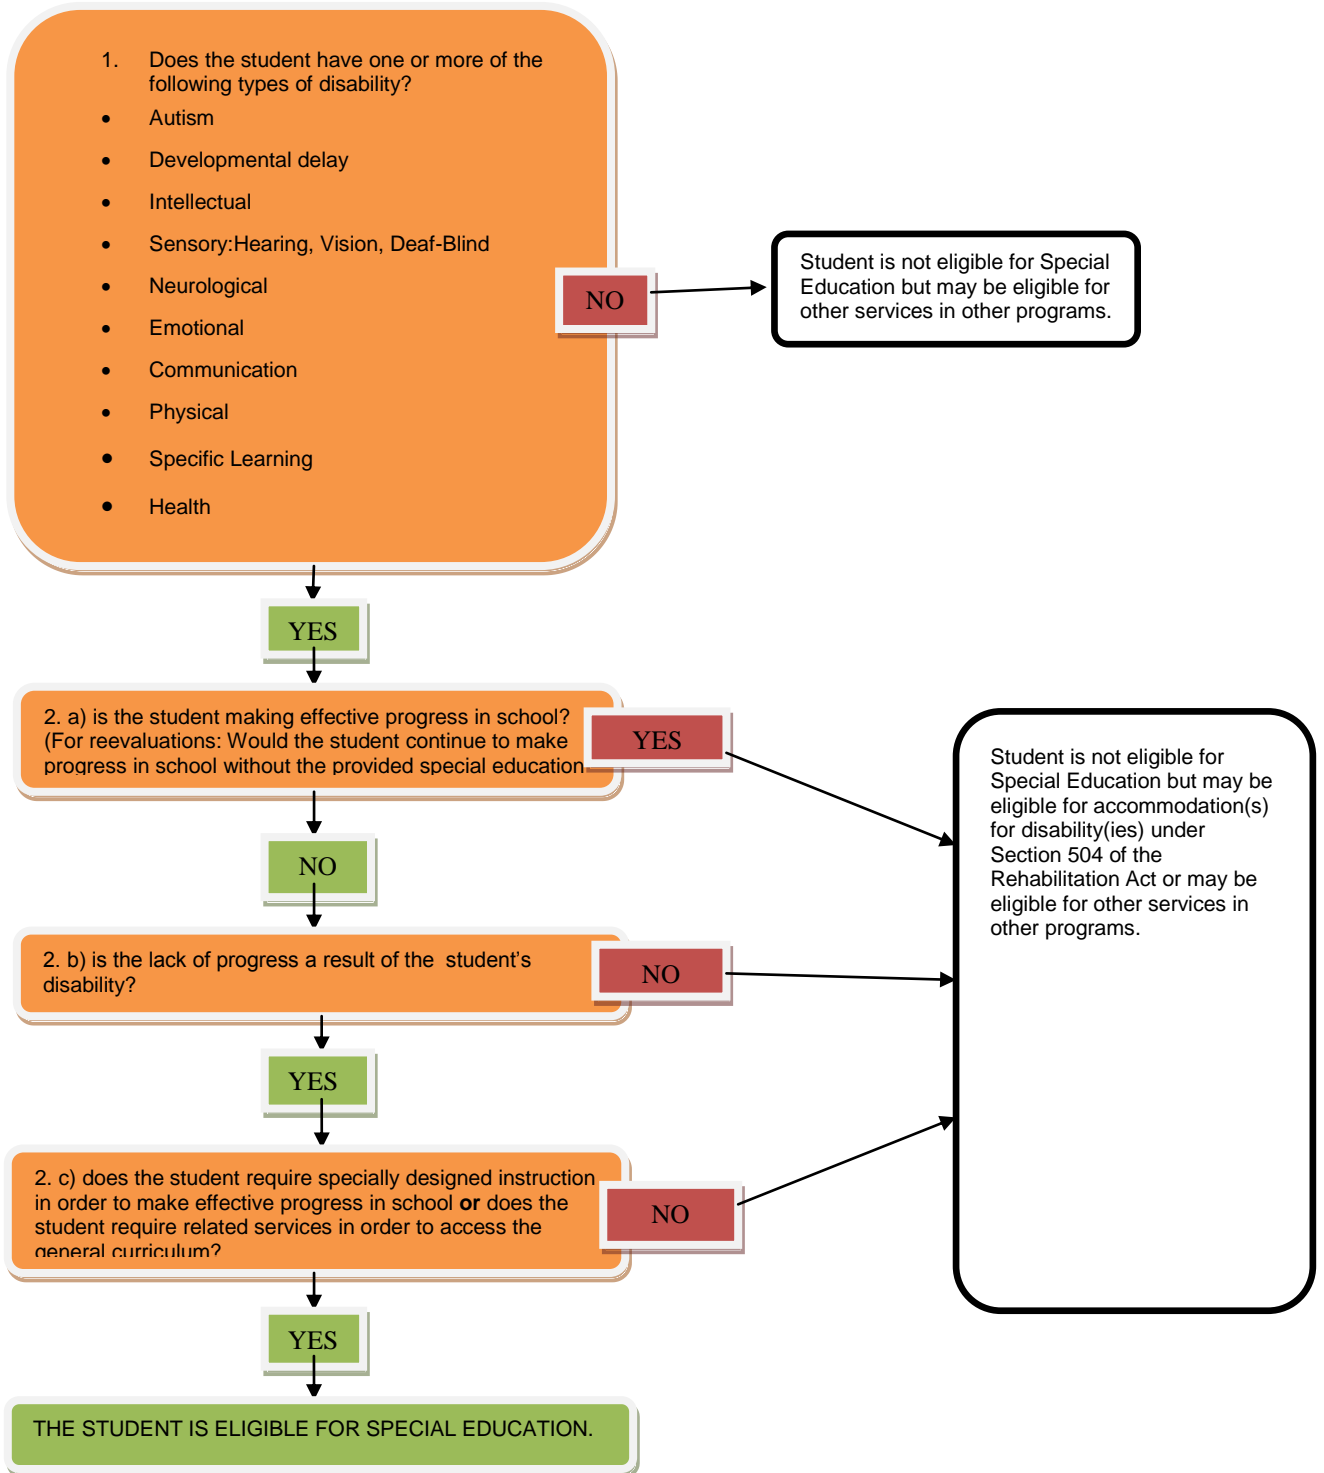 1. Does the student have one or more of the
following types of disability?
• Autism
• Developmental delay
• Intellectual
• Sensory:Hearing, Vision, Deaf-Blind
• Neurological
• Emotional
• Communication
• Physical
• Specific Learning
• Health
NO
Student is not eligible for Special
Education but may be eligible for
other services in other programs.
YES
2. a) is the student making effective progress in school?
(For reevaluations: Would the student continue to make
progress in school without the provided special education
YES
Student is not eligible for
Special Education but may be
eligible for accommodation(s)
for disability(ies) under
Section 504 of the
Rehabilitation Act or may be
eligible for other services in
other programs.
NO
2. b) is the lack of progress a result of the student’s
disability?
NO
YES
2. c) does the student require specially designed instruction
in order to make effective progress in school or does the
student require related services in order to access the
general curriculum?
NO
YES
THE STUDENT IS ELIGIBLE FOR SPECIAL EDUCATION.